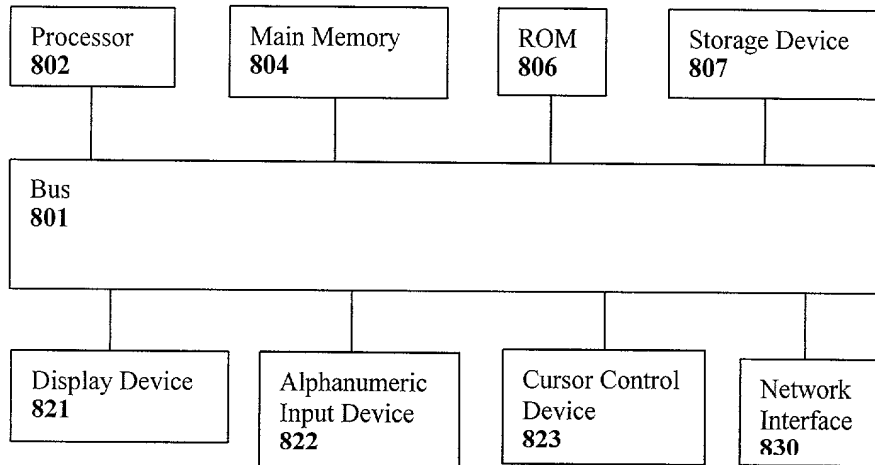 Processor
802
Main Memory
804
ROM
806
Storage Device
807
Bus
801
Display Device
821
Alphanumeric
Input Device
822
Cursor Control
Device
823
Network
Interface
830